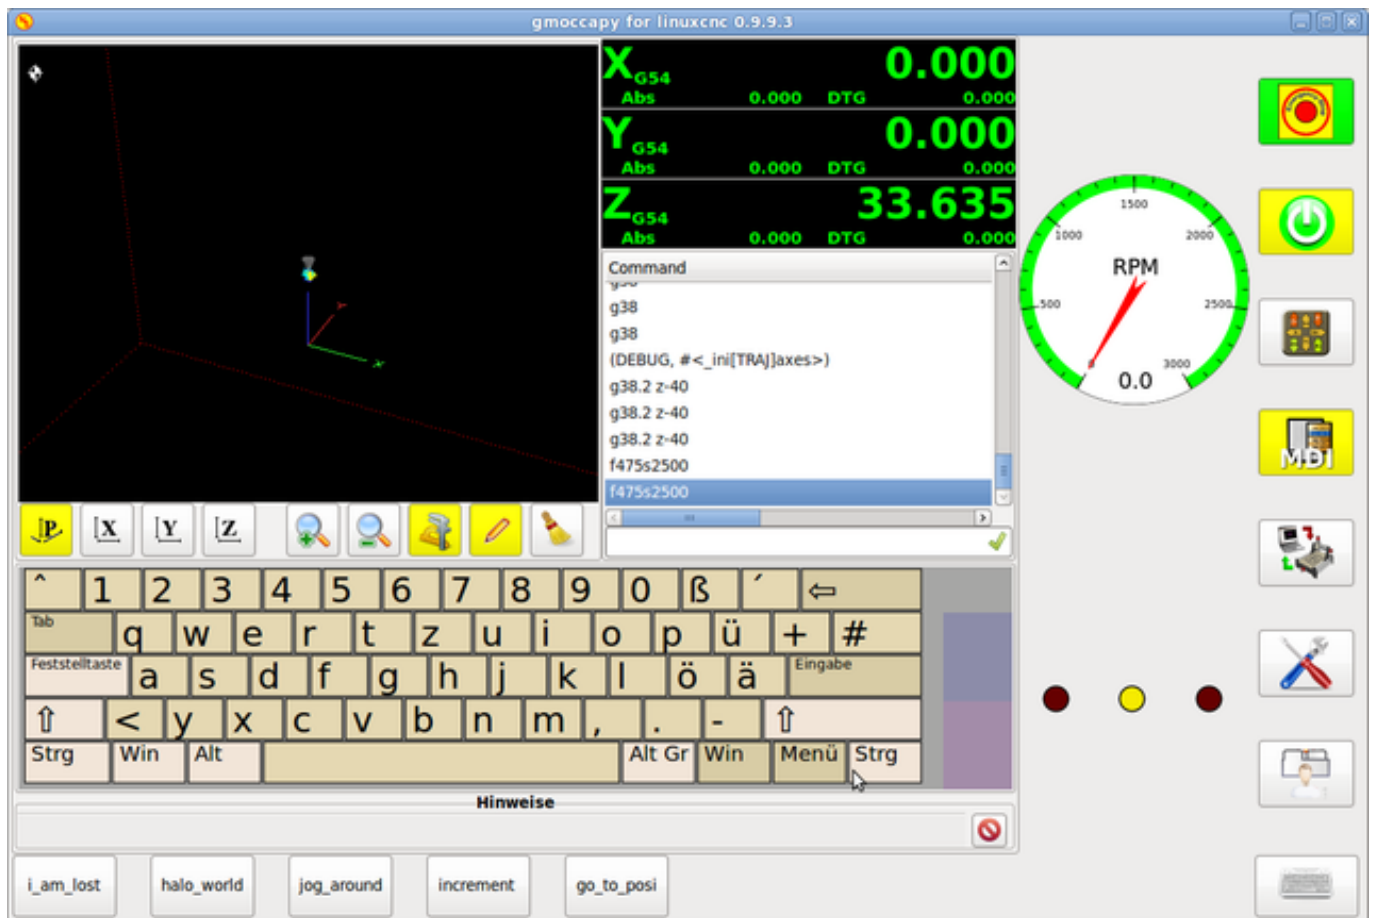 gmoccapy for linuxcnc 0.9.9.3
X G54 0.000
Abs 0.000 DTG 0.000
Y G54 0.000
Abs 0.000 DTG 0.000
Z G54 33.635
Abs 0.000 DTG 0.000
Command
g38
g38
(DEBUG, #<_ini[TRAJ]axes>)
g38.2 z-40
g38.2 z-40
g38.2 z-40
f475s2500
f475s2500
P X Y Z
X
Y
RPM
0
500
1000
1500
2000
2500
3000
0.0
MDI
^ 1 2 3 4 5 6 7 8 9 0 ß ´ ⇦
Tab q w e r t z u i o p ü + #
Feststelltaste a s d f g h j k l ö ä Eingabe
⇧ < y x c v b n m , . - ⇧
Strg Win Alt Alt Gr Win Menü Strg
Hinweise
i_am_lost halo_world jog_around increment go_to_posi